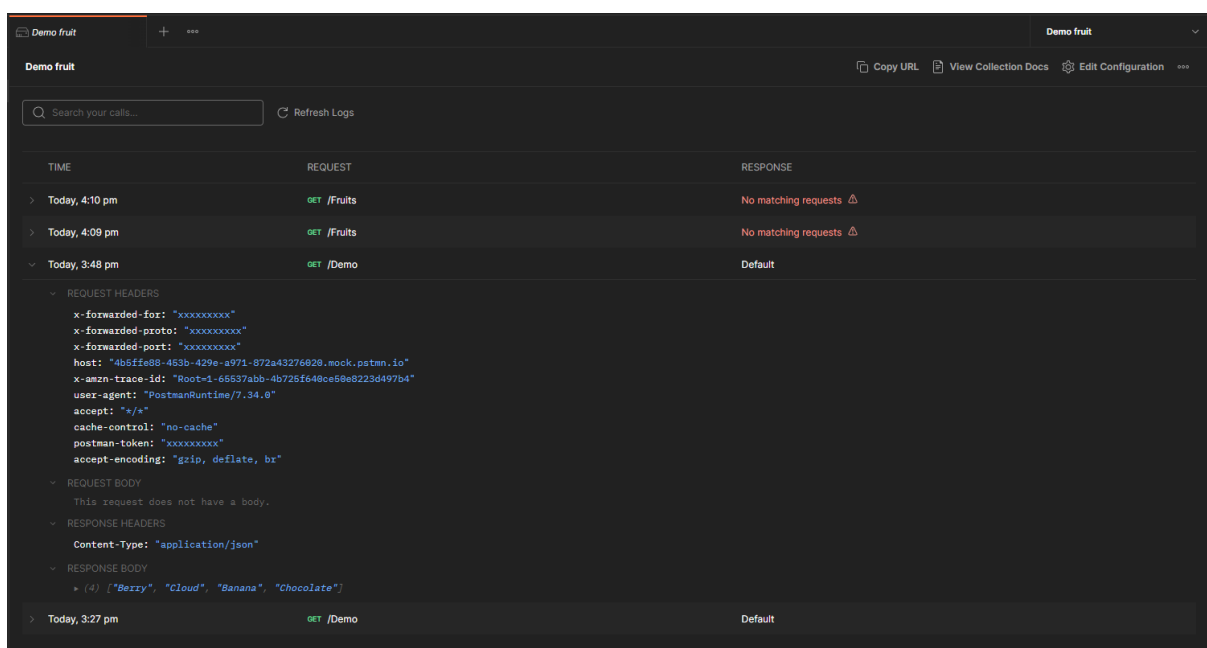 Demo fruit
Demo fruit
Demo fruit Copy URL View Collection Docs Edit Configuration
Search your calls... Refresh Logs
TIME REQUEST RESPONSE
Today, 4:10 pm GET /Fruits No matching requests
Today, 4:09 pm GET /Fruits No matching requests
Today, 3:48 pm GET /Demo Default
REQUEST HEADERS
x-forwarded-for: "xxxxxxxxx"
x-forwarded-proto: "xxxxxxxxx"
x-forwarded-port: "xxxxxxxxx"
host: "4b5ffe88-453b-429e-a971-872a43276020.mock.pstmn.io"
x-amzn-trace-id: "Root=1-65537abb-4b725f640ce50e8223d497b4"
user-agent: "PostmanRuntime/7.34.0"
accept: "*/*"
cache-control: "no-cache"
postman-token: "xxxxxxxxx"
accept-encoding: "gzip, deflate, br"
REQUEST BODY
This request does not have a body.
RESPONSE HEADERS
Content-Type: "application/json"
RESPONSE BODY
(4) ["Berry", "Cloud", "Banana", "Chocolate"]
Today, 3:27 pm GET /Demo Default